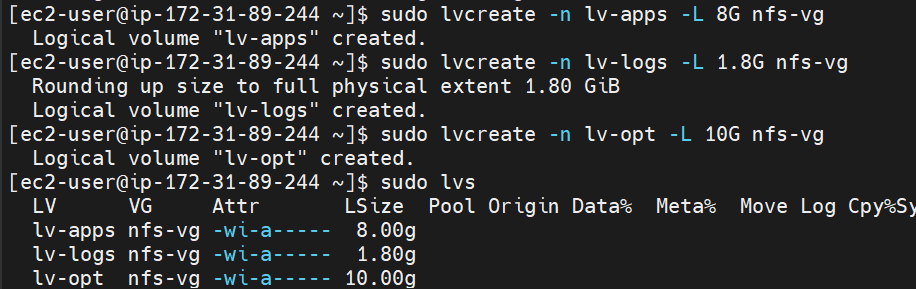 [ec2-user@ip-172-31-89-244 ~]$ sudo lvcreate -n lv-apps -L 8G nfs-vg
  Logical volume "lv-apps" created.
[ec2-user@ip-172-31-89-244 ~]$ sudo lvcreate -n lv-logs -L 1.8G nfs-vg
  Rounding up size to full physical extent 1.80 GiB
  Logical volume "lv-logs" created.
[ec2-user@ip-172-31-89-244 ~]$ sudo lvcreate -n lv-opt -L 10G nfs-vg
  Logical volume "lv-opt" created.
[ec2-user@ip-172-31-89-244 ~]$ sudo lvs
  LV      VG     Attr       LSize  Pool Origin Data%  Meta%  Move Log Cpy%Sy
  lv-apps nfs-vg -wi-a-----  8.00g
  lv-logs nfs-vg -wi-a-----  1.80g
  lv-opt  nfs-vg -wi-a----- 10.00g